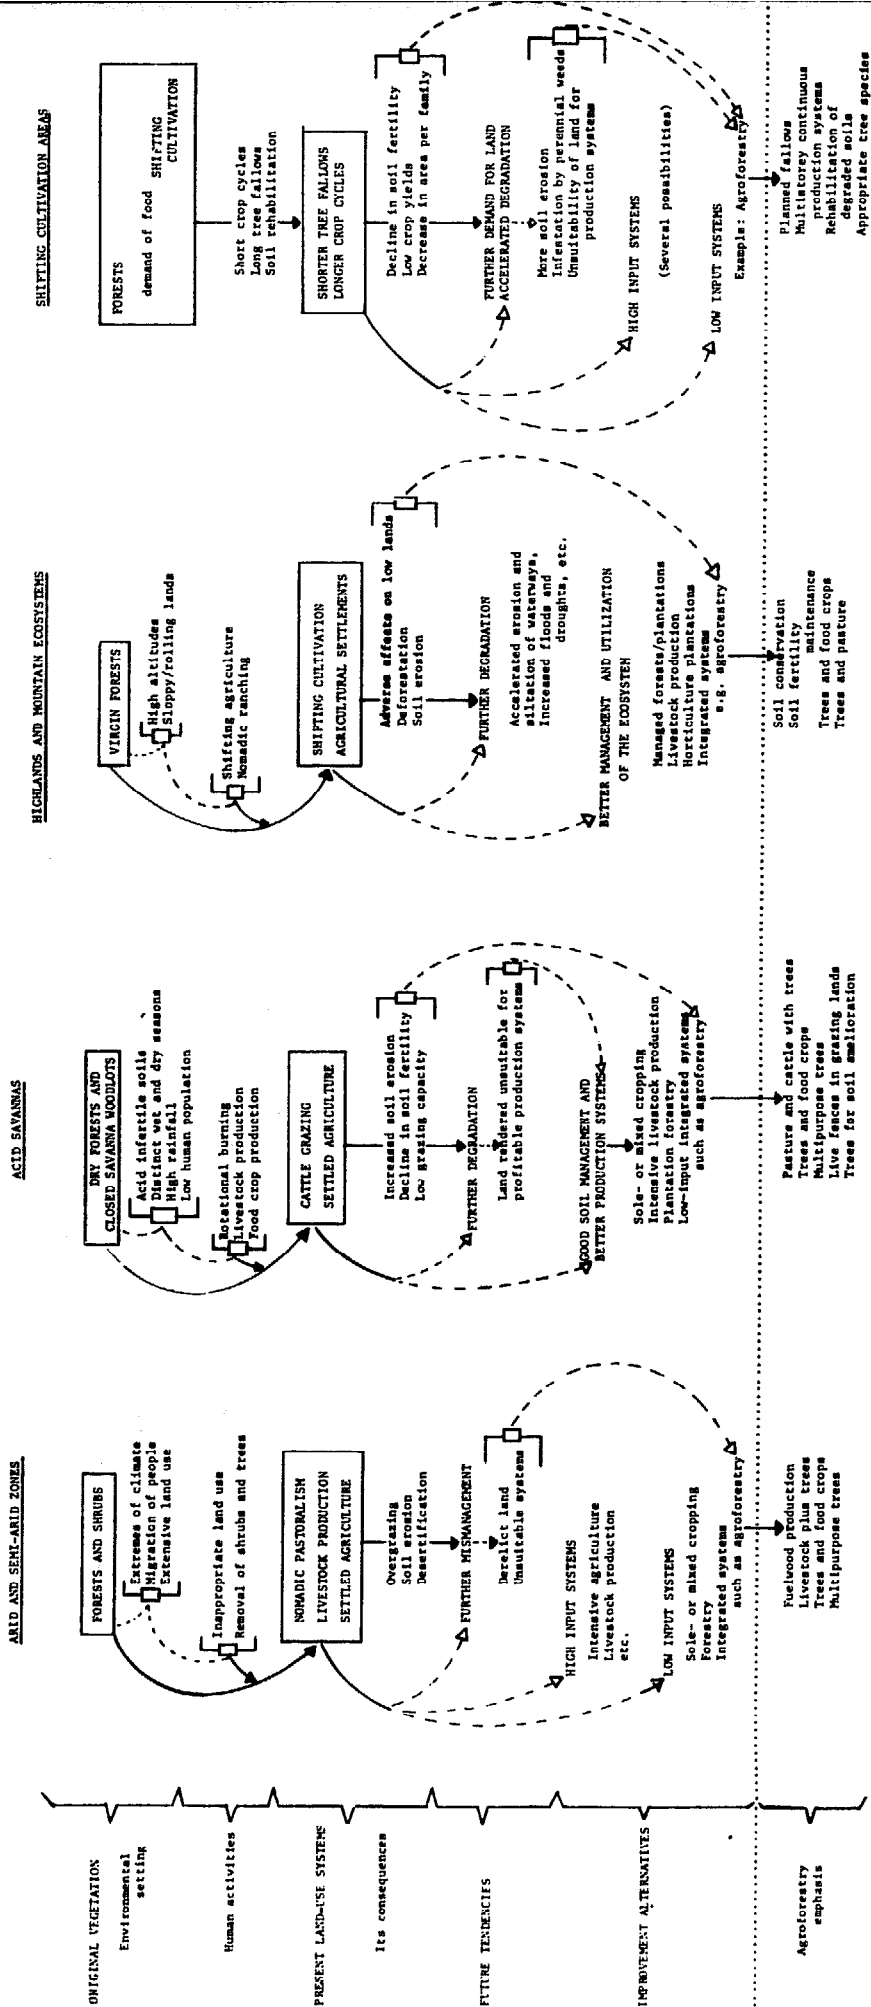 ORIGINAL VEGETATION
Environmental
setting
Human activities
PRESENT LAND-USE SYSTEMS
Its consequences
FUTURE TENDENCIES
IMPROVEMENT ALTERNATIVES
Agroforestry
emphasis
ARID AND SEMI-ARID ZONES
FORESTS AND SHRUBS
Extremes of climate
Migration of people
Extensive land use
Inappropriate land use
Removal of shrubs and trees
NOMADIC PASTORALISM
LIVESTOCK PRODUCTION
SETTLED AGRICULTURE
Overgrazing
Soil erosion
Desertification
FURTHER MISMANAGEMENT
Derelict land
Unsuitable systems
HIGH INPUT SYSTEMS
Intensive agriculture
Livestock production
etc.
LOW INPUT SYSTEMS
Sole- or mixed cropping
Forestry
Integrated systems
such as agroforestry
Fuelwood production
Livestock plus trees
Trees and food crops
Multipurpose trees
ACID SAVANNAS
DRY FORESTS AND
CLOSED SAVANNA WOODLOTS
Acid infertile soils
Distinct wet and dry seasons
High rainfall
Low human population
Rotational burning
Livestock production
Food crop production
CATTLE GRAZING
SETTLED AGRICULTURE
Increased soil erosion
Decline in soil fertility
Low grazing capacity
FURTHER DEGRADATION
Land rendered unsuitable for
profitable production systems
GOOD SOIL MANAGEMENT AND
BETTER PRODUCTION SYSTEMS
Sole- or mixed cropping
Intensive livestock production
Plantation forestry
Low-input integrated systems
such as agroforestry
Pasture and cattle with trees
Trees and food crops
Multipurpose trees
Live fences in grazing lands
Trees for soil amelioration
HIGHLANDS AND MOUNTAIN ECOSYSTEMS
VIRGIN FORESTS
High altitudes
Sloppy/rolling lands
Shifting agriculture
Nomadic ranching
SHIFTING CULTIVATION
AGRICULTURAL SETTLEMENTS
Adverse affects on low lands
Deforestation
Soil erosion
FURTHER DEGRADATION
Accelerated erosion and
siltation of waterways,
Increased floods and
droughts, etc.
BETTER MANAGEMENT AND UTILIZATION
OF THE ECOSYSTEM
Managed forests/plantations
Livestock production
Horticulture plantations
Integrated systems
e.g. agroforestry
Soil conservation
Soil fertility
maintenance
Trees and food crops
Trees and pasture
SHIFTING CULTIVATION AREAS
FORESTS
demand of food
SHIFTING
CULTIVATION
Short crop cycles
Long tree fallows
Soil rehabilitation
SHORTER TREE FALLOWS
LONGER CROP CYCLES
Decline in soil fertility
Low crop yields
Decrease in area per family
FURTHER DEMAND FOR LAND
ACCELERATED DEGRADATION
More soil erosion
Infestation by perennial weeds
Unsuitability of land for
production systems
HIGH INPUT SYSTEMS
(Several possibilities)
LOW INPUT SYSTEMS
Example: Agroforestry
Planned fallows
Multistorey continuous
production systems
Rehabilitation of
degraded soils
Appropriate tree species